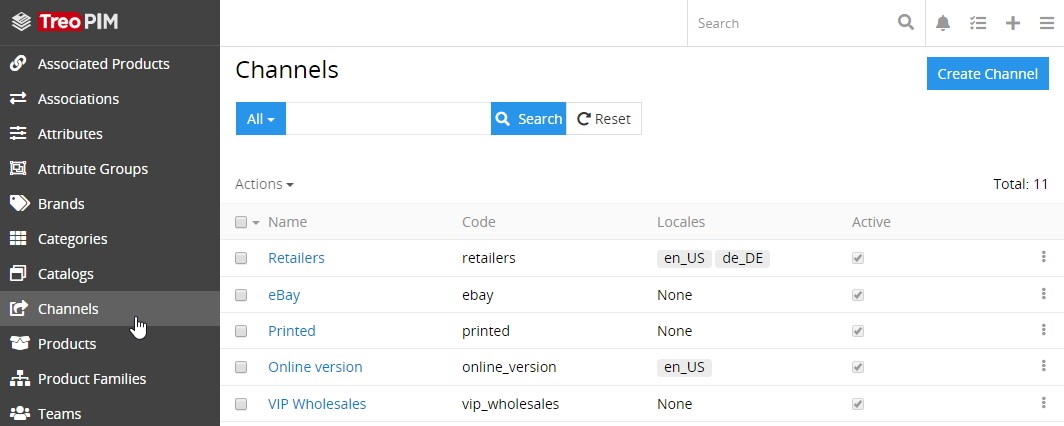 TreoPIM
Search
Associated Products
Associations
Attributes
Attribute Groups
Brands
Categories
Catalogs
Channels
Products
Product Families
Teams
Channels
Create Channel
All Search Reset
Actions Total: 11
Name Code Locales Active
Retailers retailers en_US de_DE
eBay ebay None
Printed printed None
Online version online_version en_US
VIP Wholesales vip_wholesales None